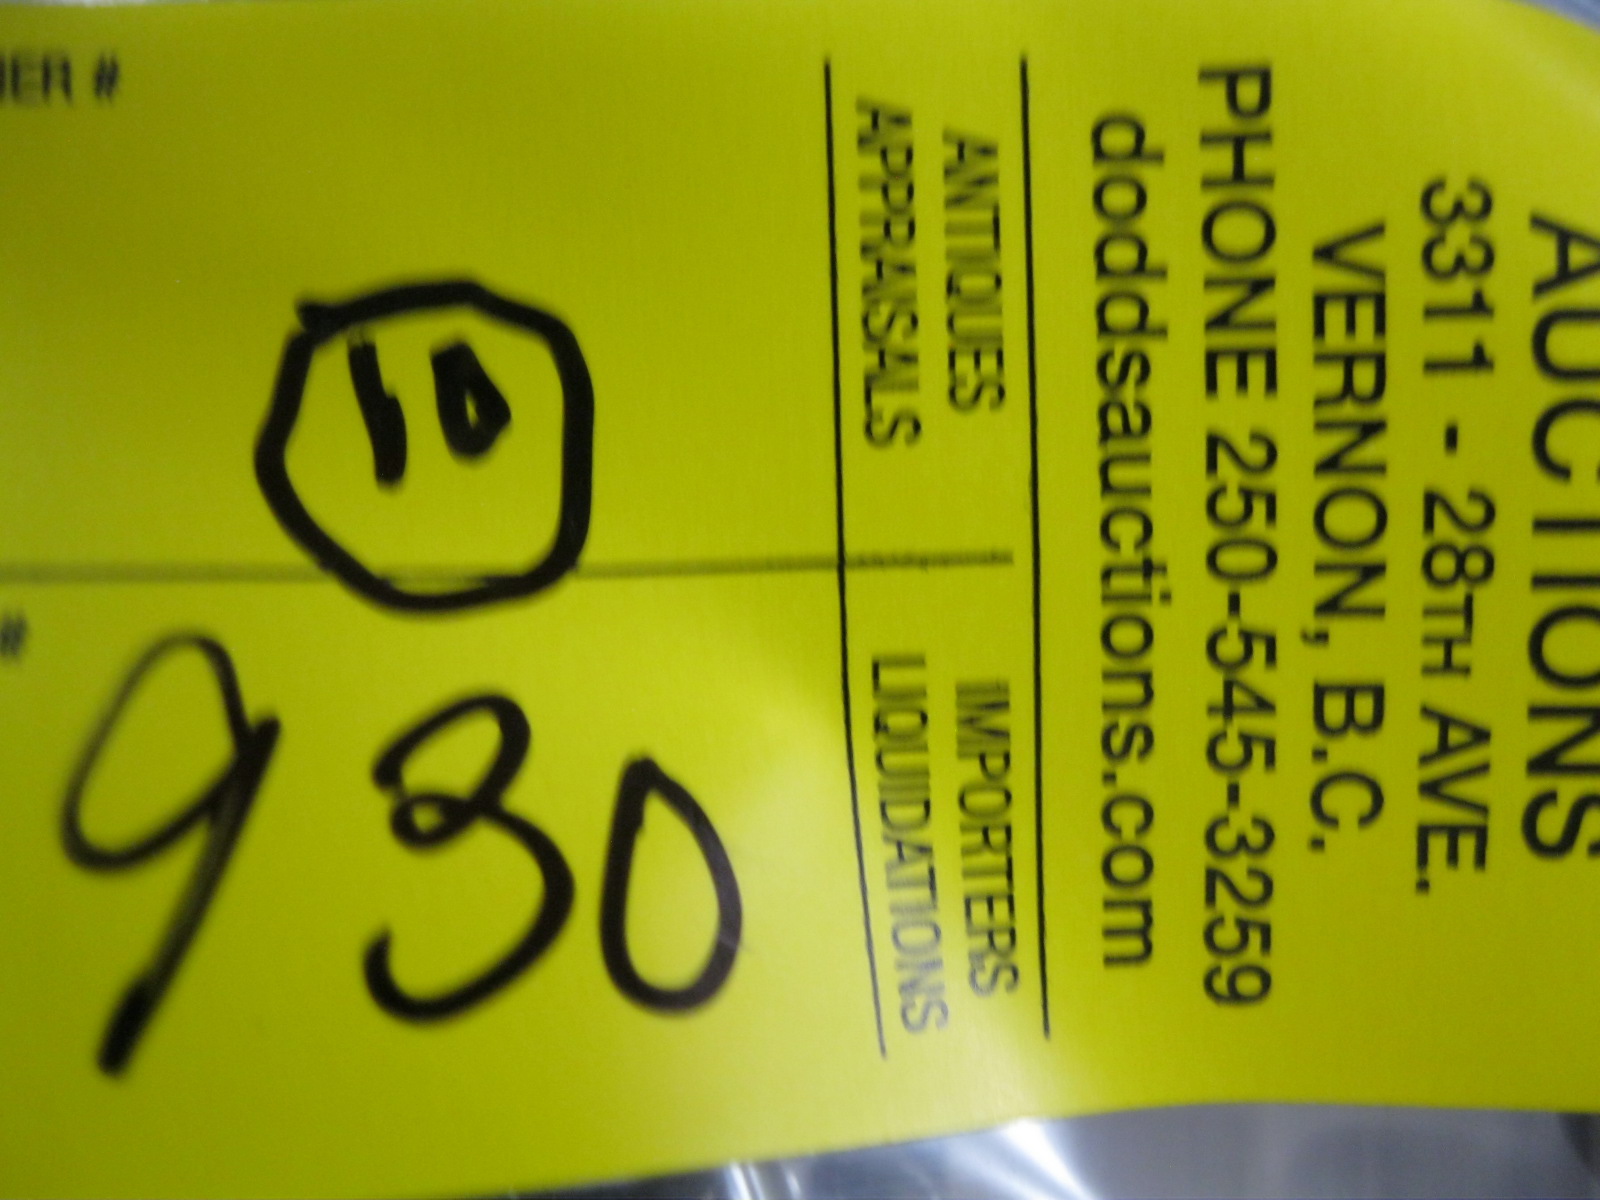 AUCTIONS
3311 - 28TH AVE.
VERNON, B.C.
PHONE 250-545-3259
doddsauctions.com
ANTIQUES IMPORTERS
APPRAISALS LIQUIDATIONS
10
930
#